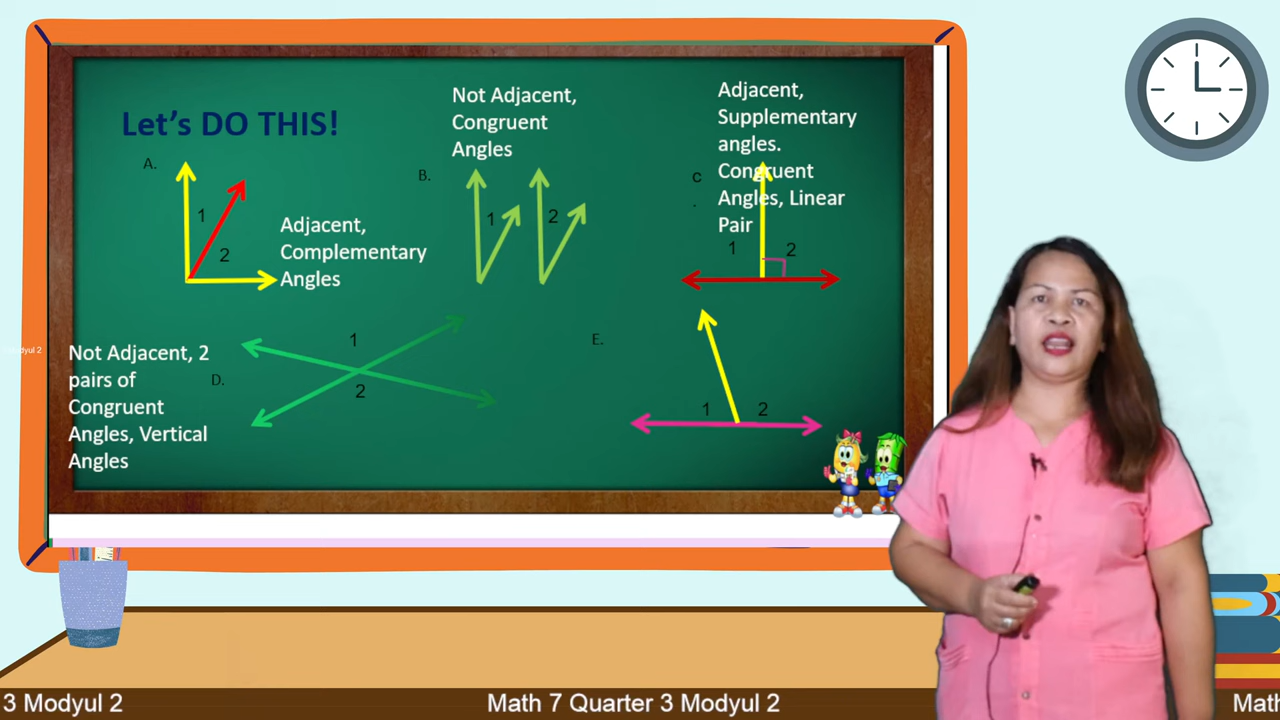 Let's DO THIS!
A.
1
2
Adjacent,
Complementary
Angles
Not Adjacent,
Congruent
Angles
B.
1
2
Adjacent,
Supplementary
angles.
Congruent
Angles, Linear
Pair
c
.
1
2
Not Adjacent, 2
pairs of
Congruent
Angles, Vertical
Angles
D.
1
2
E.
1
2
dyul 2
3 Modyul 2
Math 7 Quarter 3 Modyul 2
Math